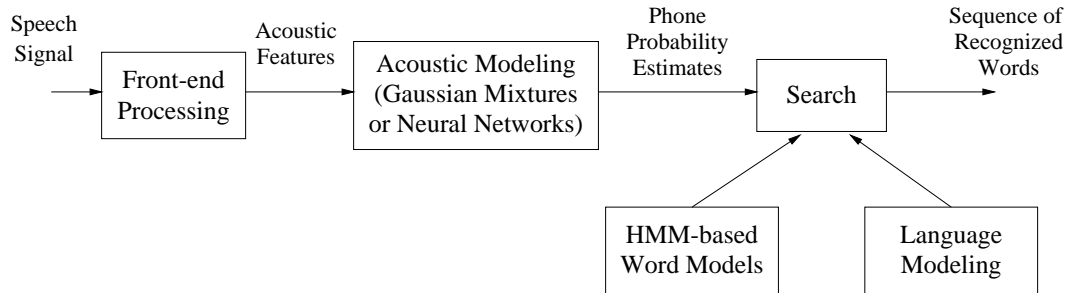 Speech
Signal
Front-end
Processing
Acoustic
Features
Acoustic Modeling
(Gaussian Mixtures
or Neural Networks)
Phone
Probability
Estimates
Search
Sequence of
Recognized
Words
HMM-based
Word Models
Language
Modeling